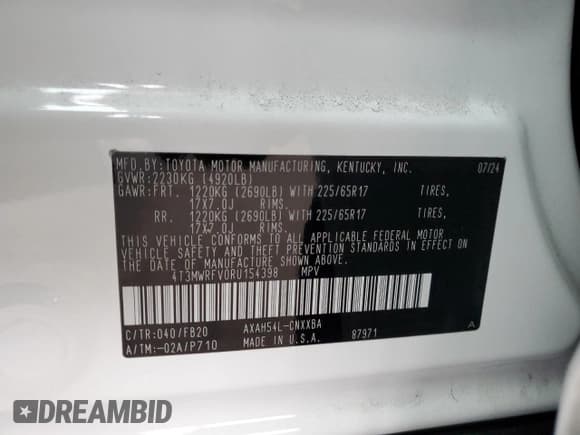 MFD.BY:TOYOTA MOTOR MANUFACTURING, KENTUCKY, INC. 07/24
GVWR:2230KG (4920LB)
GAWR:FRT. 1220KG (2690LB) WITH 225/65R17 TIRES,
17X7.0J RIMS.
RR. 1220KG (2690LB) WITH 225/65R17 TIRES,
17X7.0J RIMS.
THIS VEHICLE CONFORMS TO ALL APPLICABLE FEDERAL MOTOR
VEHICLE SAFETY AND THEFT PREVENTION STANDARDS IN EFFECT
ON THE DATE OF MANUFACTURE SHOWN ABOVE.
4T3MWRFV0RU154398 MPV
C/TR:040/FB20 AXAH54L-CNXXBA A
A/TM:-02A/P710 87971
DREAMBID